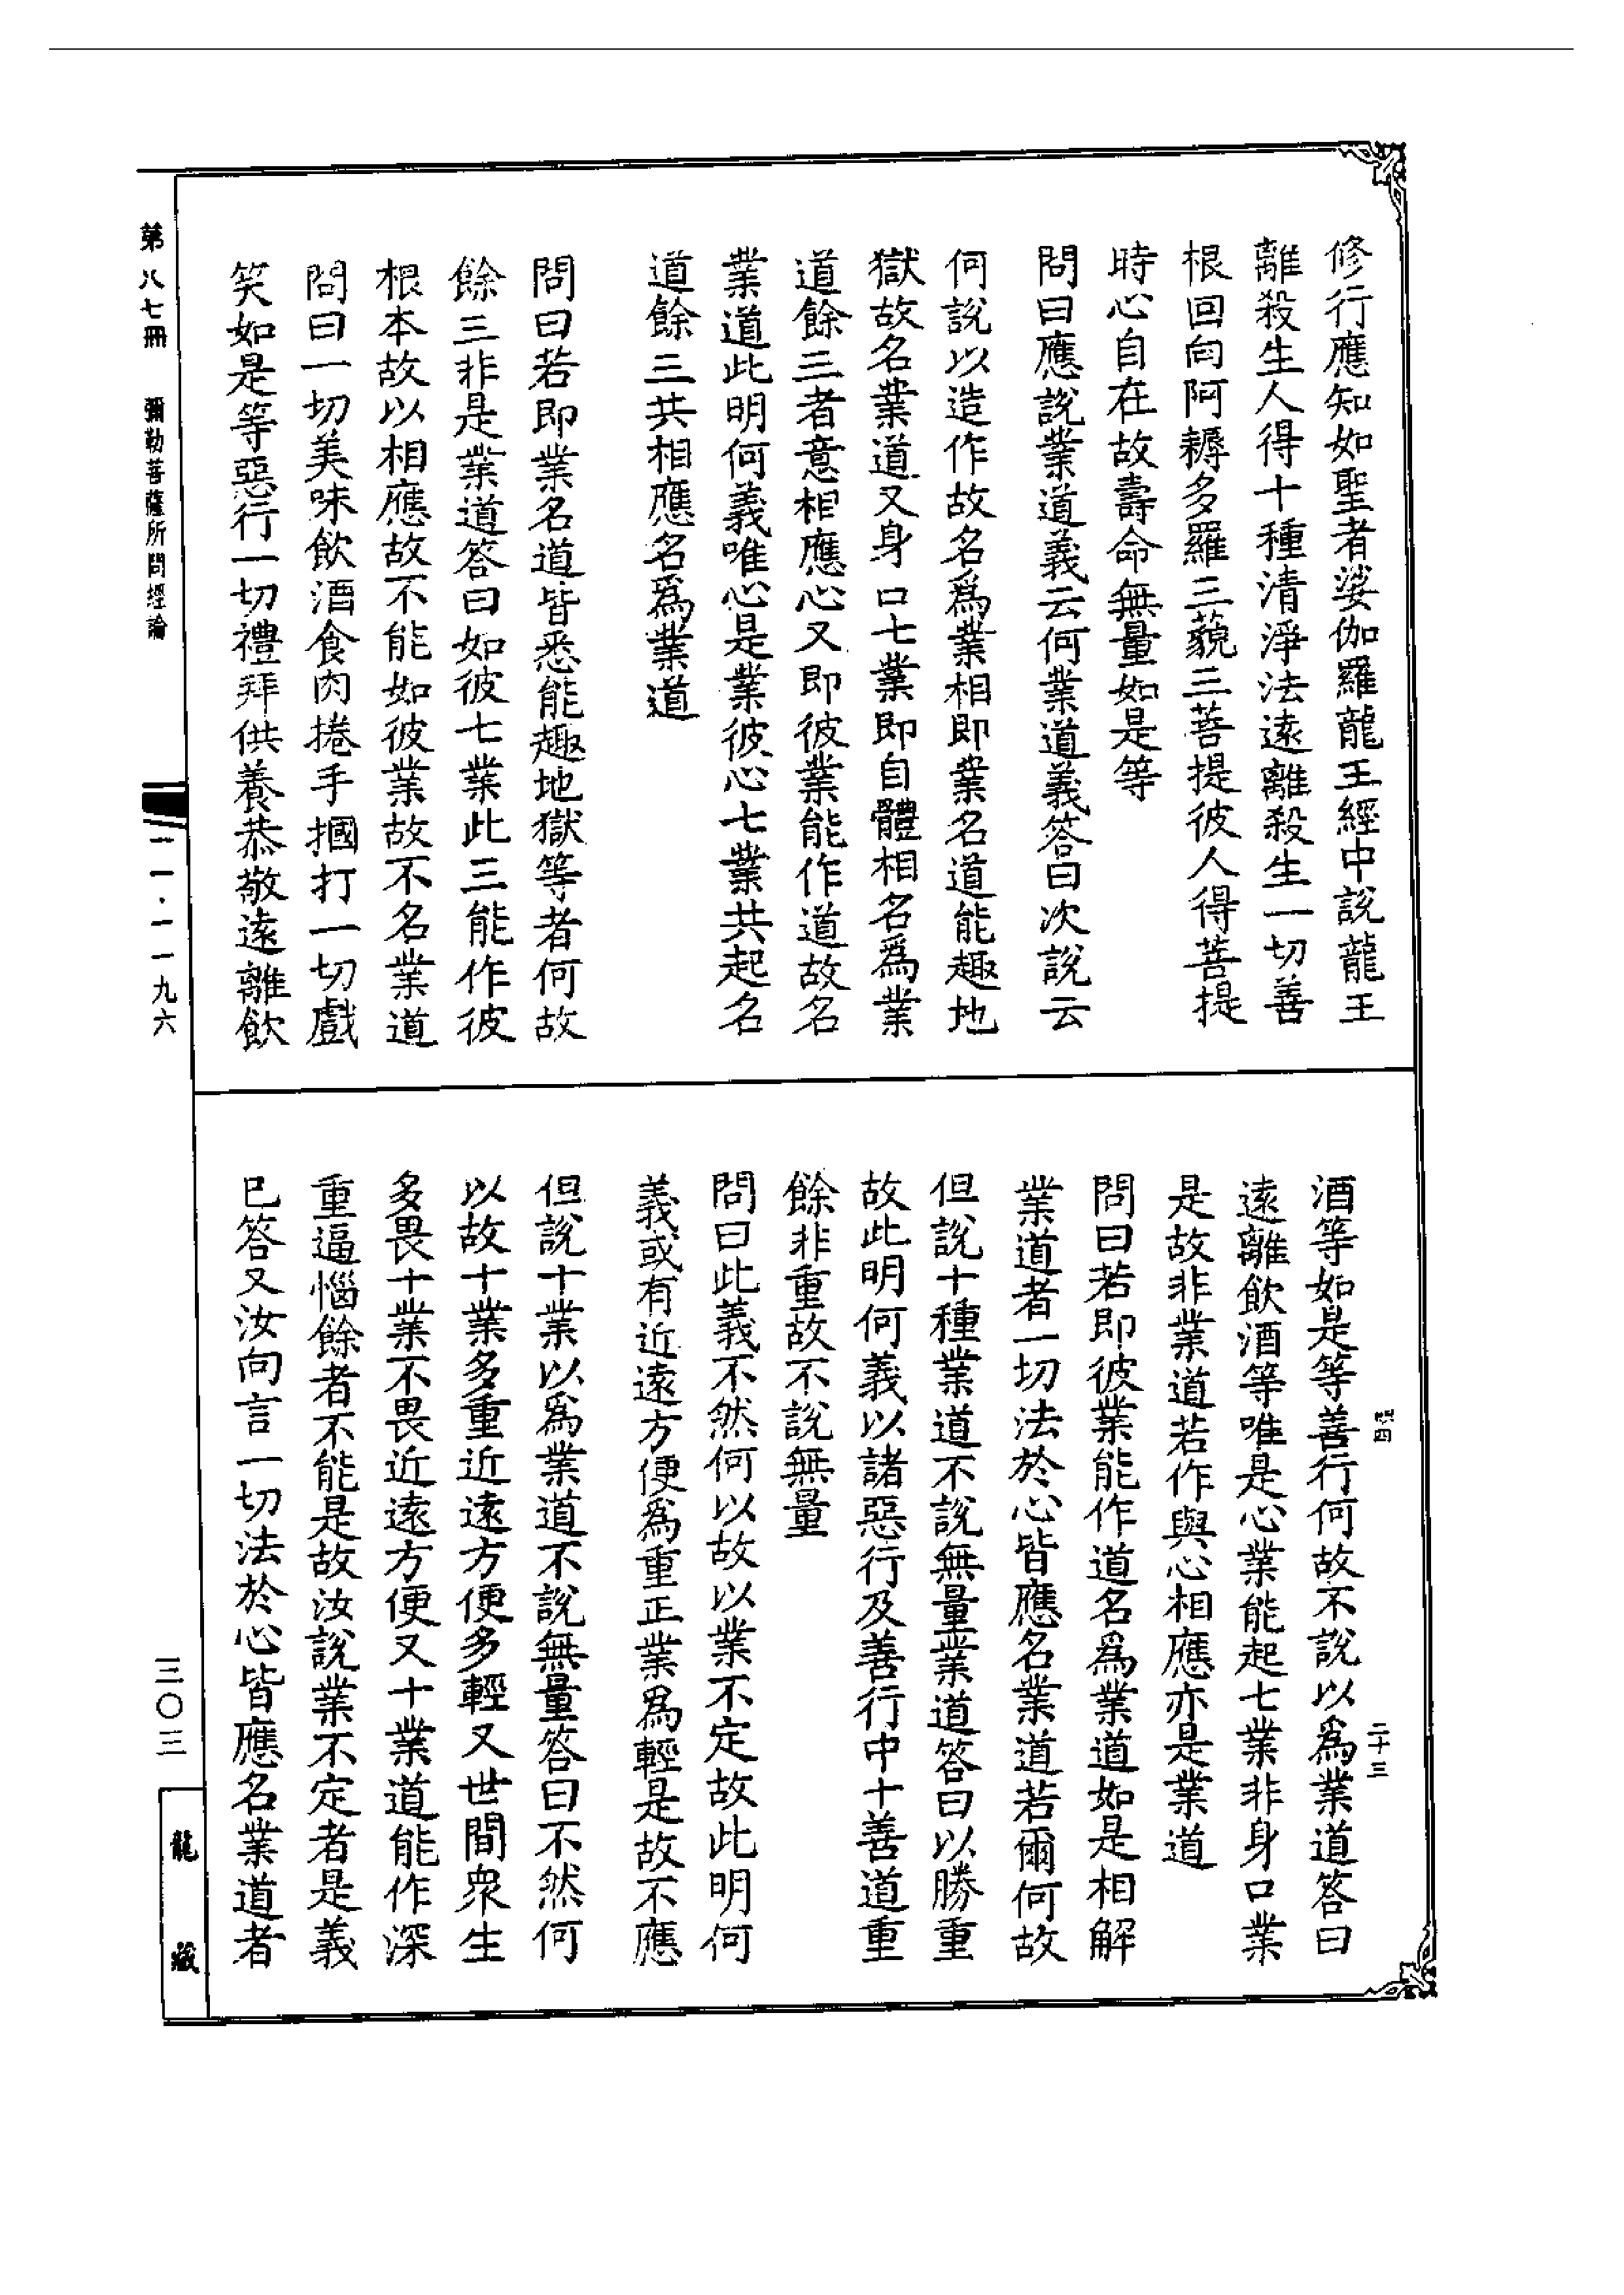 修行應知如聖者娑伽羅龍王經中說龍王
離殺生人得十種清淨法遠離殺生一切善
根回向阿耨多羅三藐三菩提彼人得菩提
時心自在故壽命無量如是等
問曰應說業道義云何業道義答曰次說云
何說以造作故名爲業相即業名道能趣地
獄故名業道又身口七業即自體相名爲業
道餘三者意相應心又即彼業能作道故名
業道此明何義唯心是業彼心七業共起名
道餘三共相應名爲業道
問曰若即業名道皆悉能趣地獄等者何故
餘三非是業道答曰如彼七業此三能作彼
根本故以相應故不能如彼業故不名業道
問曰一切美味飲酒食肉捲手摑打一切戲
笑如是等惡行一切禮拜供養恭敬遠離飲
酒等如是等善行何故不說以爲業道答曰
遠離飲酒等唯是心業能起七業非身口業
是故非業道若作與心相應亦是業道
問曰若即彼業能作道名爲業道如是相解
業道者一切法於心皆應名業道若爾何故
但說十種業道不說無量業道答曰以勝重
故此明何義以諸惡行及善行中十善道重
餘非重故不說無量
問曰此義不然何以故以業不定故此明何
義或有近遠方便爲重正業爲輕是故不應
但說十業以爲業道不說無量答曰不然何
以故十業多重近遠方便多輕又世間衆生
多畏十業不畏近遠方便又十業道能作深
重逼惱餘者不能是故汝說業不定者是義
已答又汝向言一切法於心皆應名業道者
二十三
第八七冊 彌勒菩薩所問經論
一一·一一九六
三〇三
龍藏